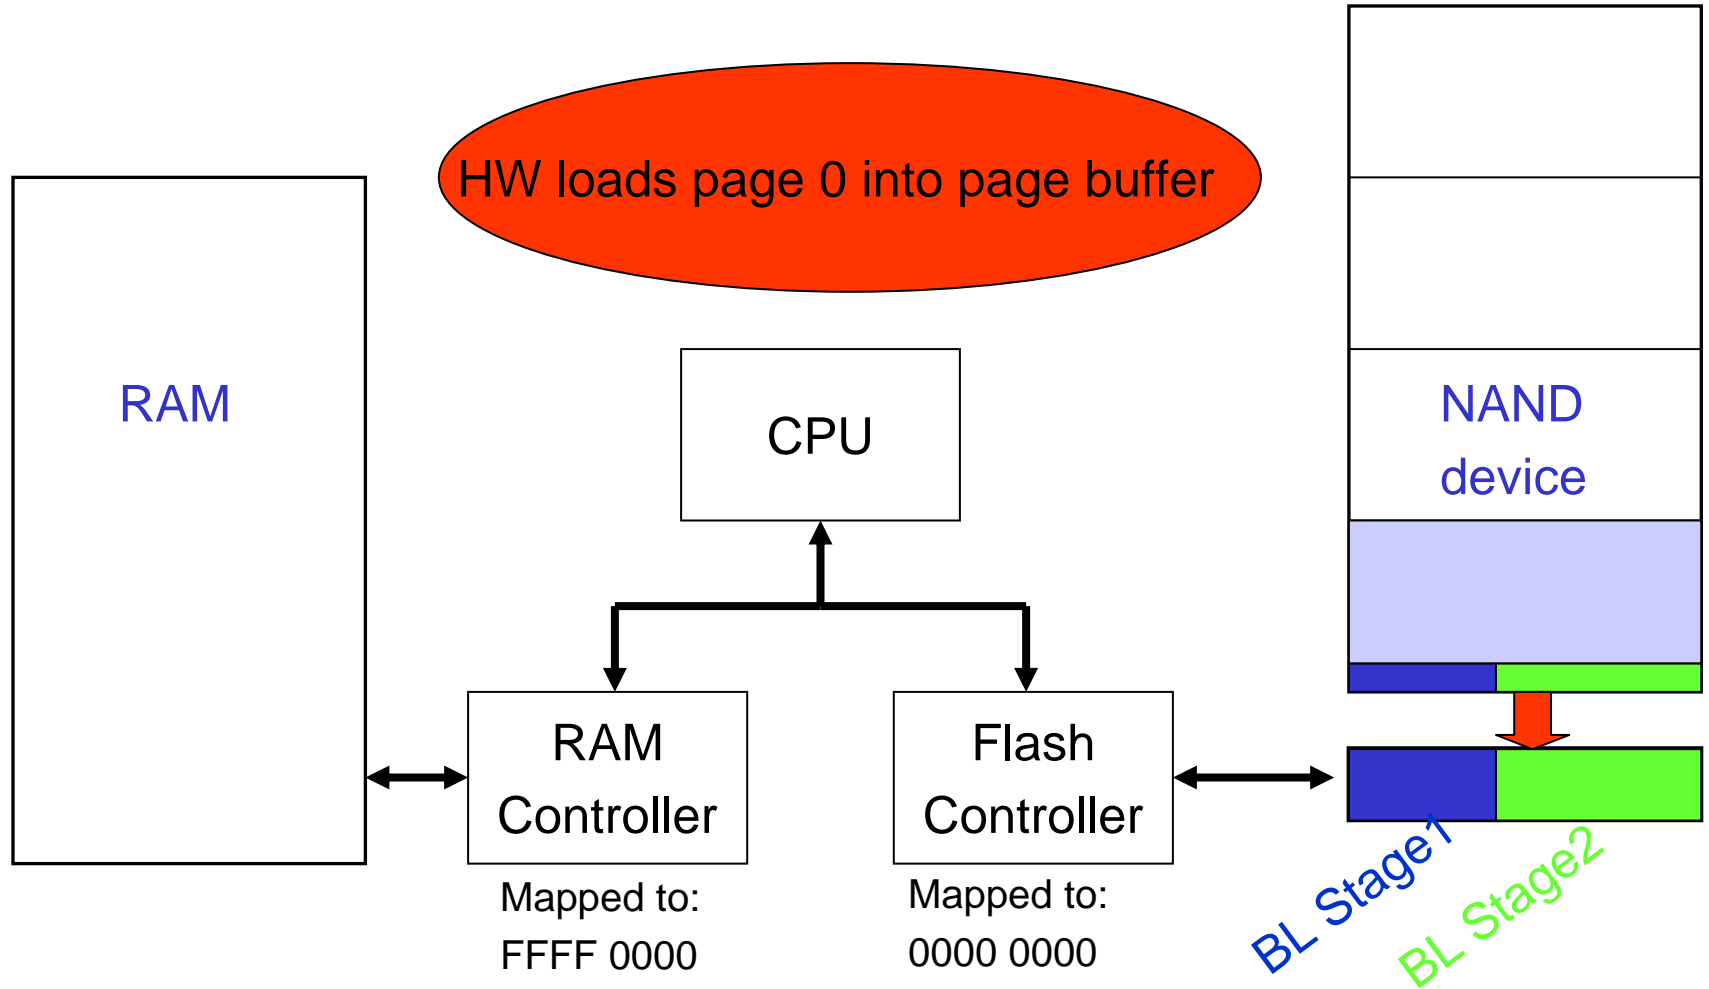 HW loads page 0 into page buffer
RAM
CPU
NAND
device
RAM
Controller
Flash
Controller
Mapped to:
FFFF 0000
Mapped to:
0000 0000
BL Stage1
BL Stage2